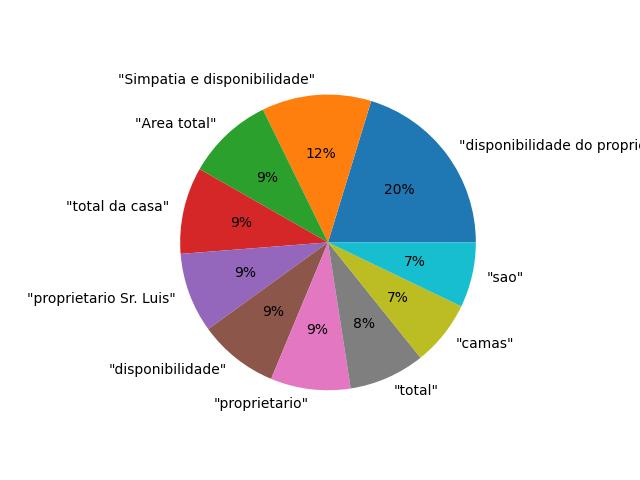 "Simpatia e disponibilidade"
"Area total"
"disponibilidade do
12%
9%
20%
"total da casa"
9%
9%
7%
"sao"
"proprietario Sr. Luis"
7%
9%
9%
8%
"camas"
"disponibilidade"
"total"
"proprietario"